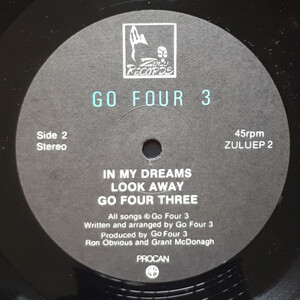 Zulu
RECORDS
GO FOUR 3
Side 2
Stereo
45rpm
ZULUEP 2
IN MY DREAMS
LOOK AWAY
GO FOUR THREE
All songs © Go Four 3
Written and arranged by Go Four 3
Produced by Go Four 3
Ron Obvious and Grant McDonagh
PROCAN